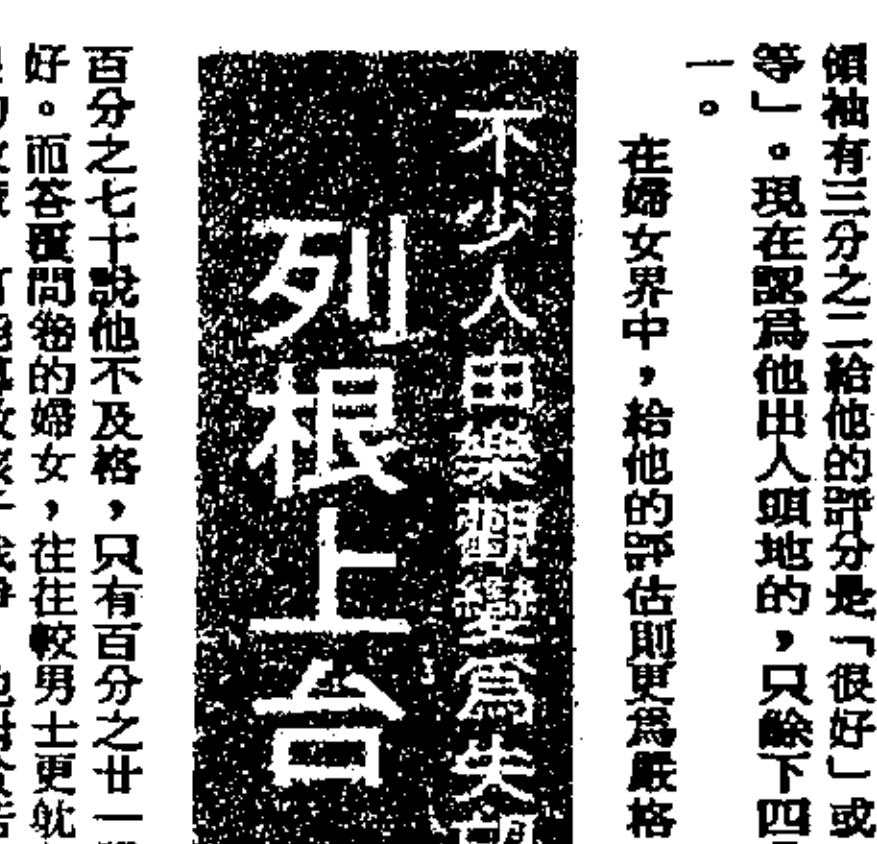 領袖有三分之二給他的評分是「很好」或
等」。現在認爲他出人頭地的,只餘下四
一。
在婦女界中,給他的評估則更爲嚴格
不少人由樂觀變爲失望
列根上台
百分之七十說他不及格,只有百分之廿一
好。而答覆問卷的婦女,往往較男士更